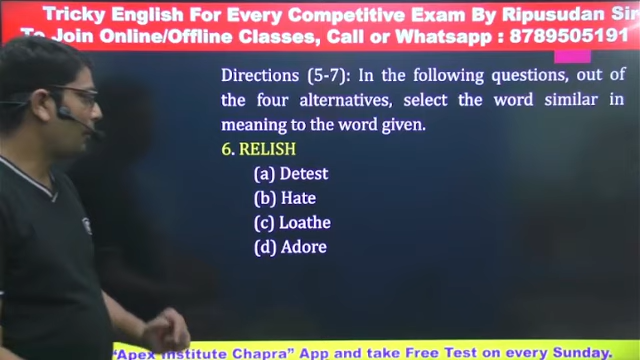 Tricky English For Every Competitive Exam By Ripusudan Sir
To Join Online/Offline Classes, Call or Whatsapp : 8789505191
Directions (5-7): In the following questions, out of
the four alternatives, select the word similar in
meaning to the word given.
6. RELISH
(a) Detest
(b) Hate
(c) Loathe
(d) Adore
"Apex Institute Chapra" App and take Free Test on every Sunday.